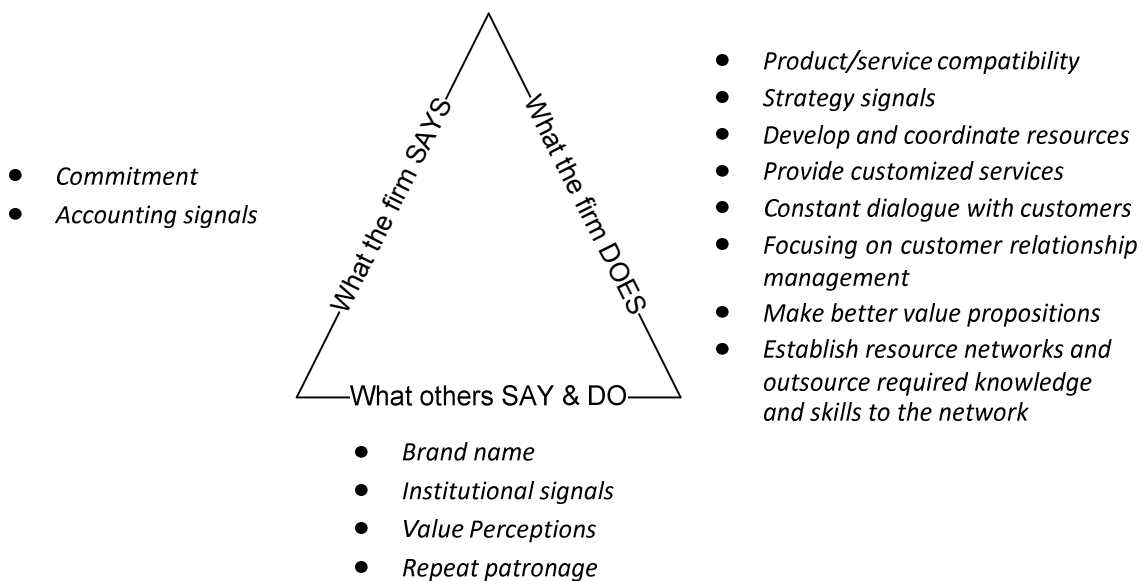 What the firm SAYS
Commitment
Accounting signals
What the firm DOES
Product/service compatibility
Strategy signals
Develop and coordinate resources
Provide customized services
Constant dialogue with customers
Focusing on customer relationship
management
Make better value propositions
Establish resource networks and
outsource required knowledge
and skills to the network
What others SAY & DO
Brand name
Institutional signals
Value Perceptions
Repeat patronage